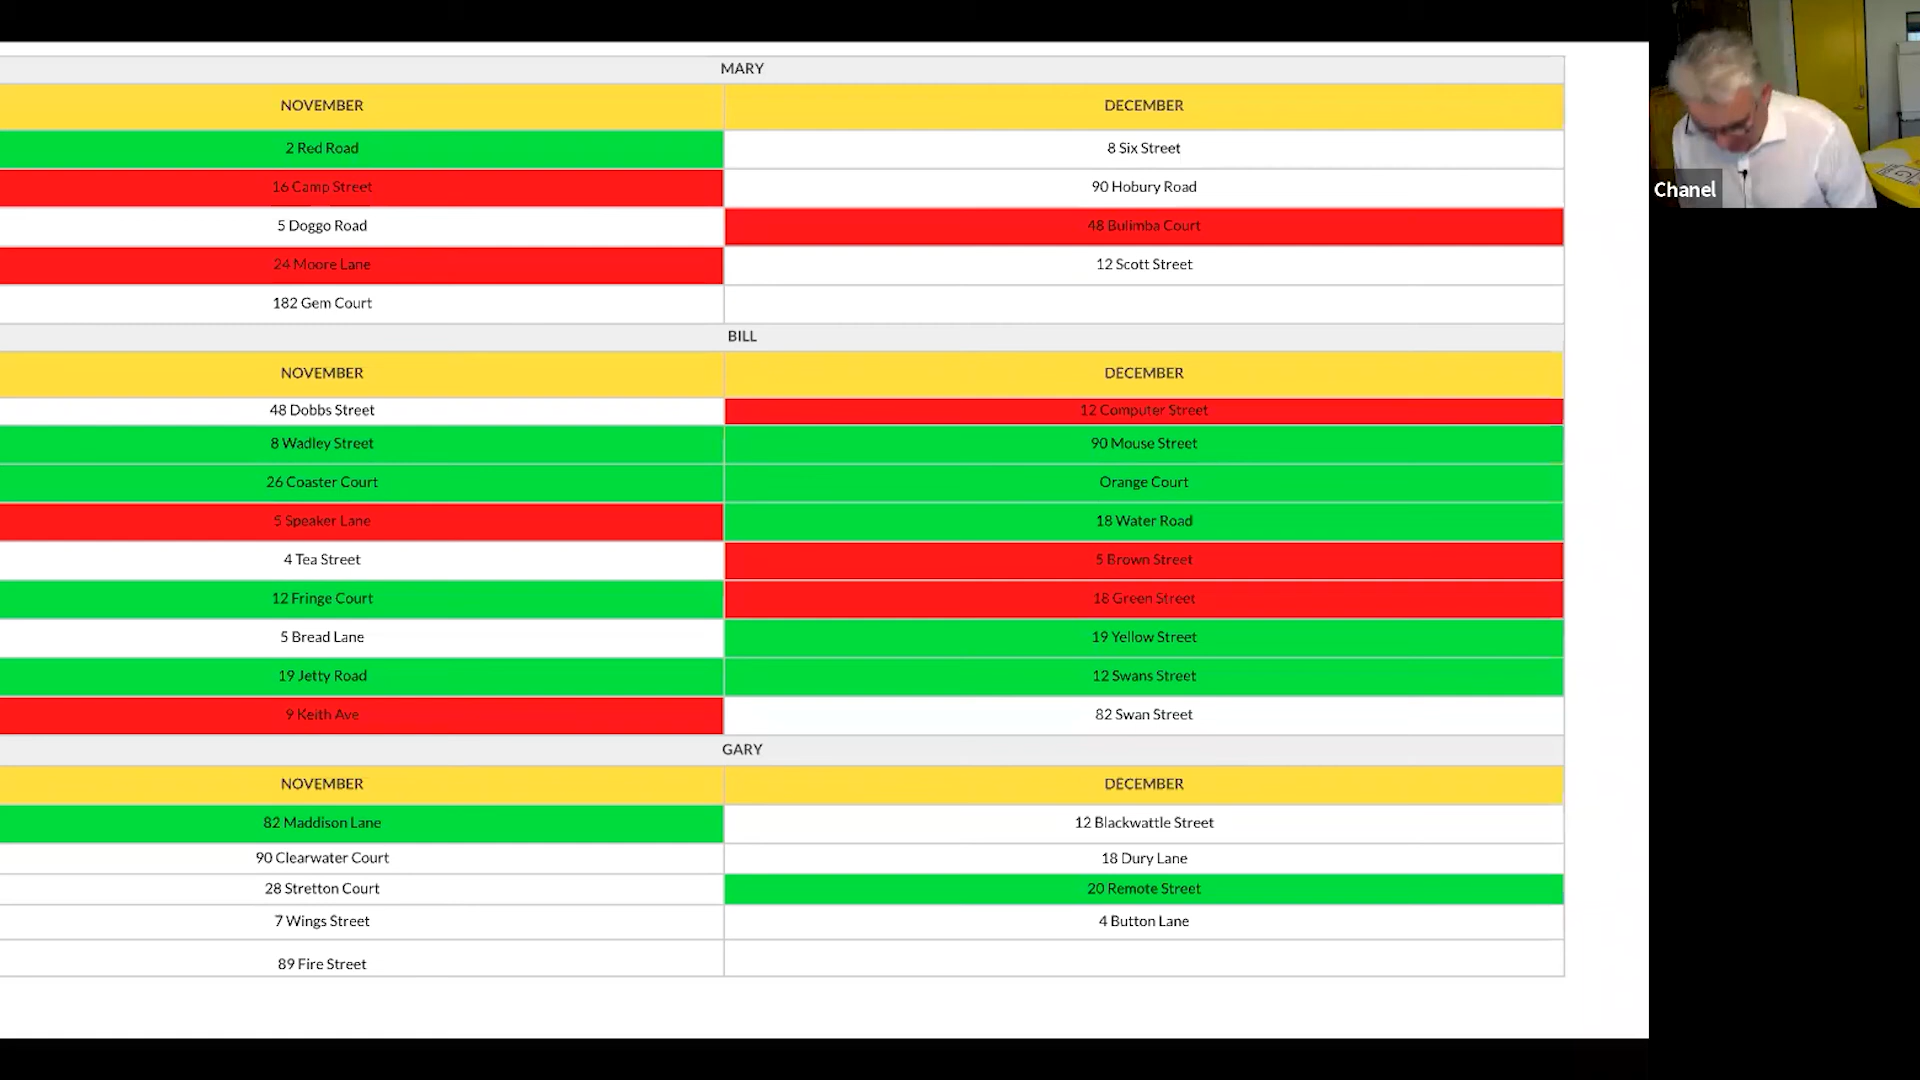 MARY
NOVEMBER DECEMBER
2 Red Road 8 Six Street
16 Camp Street 90 Hobury Road
5 Doggo Road 48 Bulimba Court
24 Moore Lane 12 Scott Street
182 Gem Court
BILL
NOVEMBER DECEMBER
48 Dobbs Street 12 Computer Street
8 Wadley Street 90 Mouse Street
26 Coaster Court Orange Court
5 Speaker Lane 18 Water Road
4 Tea Street 5 Brown Street
12 Fringe Court 18 Green Street
5 Bread Lane 19 Yellow Street
19 Jetty Road 12 Swans Street
9 Keith Ave 82 Swan Street
GARY
NOVEMBER DECEMBER
82 Maddison Lane 12 Blackwattle Street
90 Clearwater Court 18 Dury Lane
28 Stretton Court 20 Remote Street
7 Wings Street 4 Button Lane
89 Fire Street
Chanel